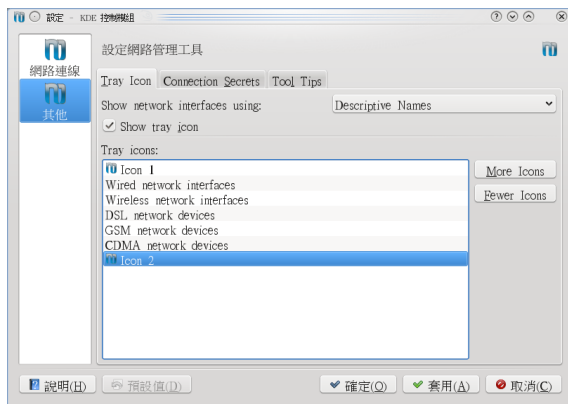 設定 - KDE 控制模組
網路連線
其他
設定網路管理工具
Tray Icon Connection Secrets Tool Tips
Show network interfaces using: Descriptive Names
Show tray icon
Tray icons:
Icon 1
Wired network interfaces
Wireless network interfaces
DSL network devices
GSM network devices
CDMA network devices
Icon 2
More Icons
Fewer Icons
說明(H) 預設值(D) 確定(O) 套用(A) 取消(C)